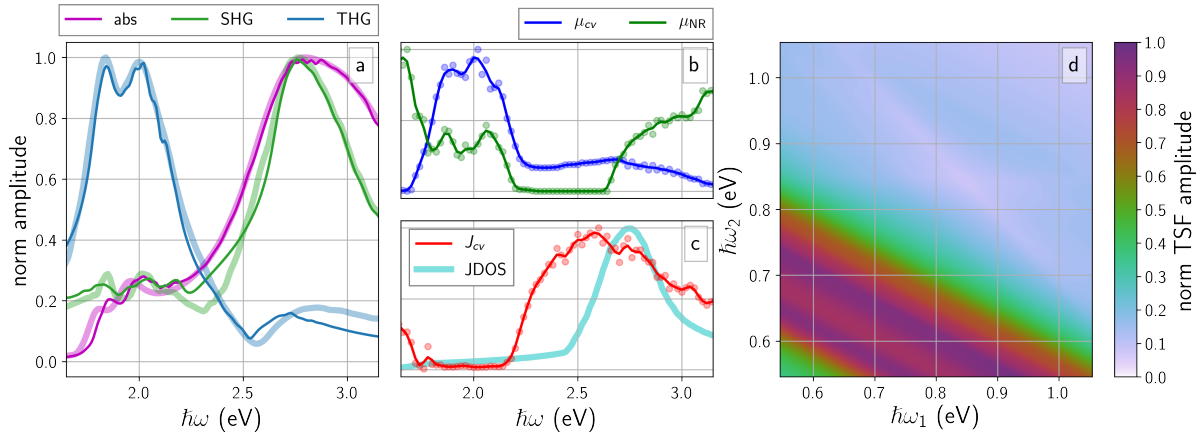 abs SHG THG
norm amplitude
1.0
0.8
0.6
0.4
0.2
0.0
a
2.0 2.5 3.0
ħω (eV)
μcv μNR
b
c
Jcv
JDOS
2.0 2.5 3.0
ħω (eV)
ħω2 (eV)
1.0
0.9
0.8
0.7
0.6
d
0.6 0.7 0.8 0.9 1.0
ħω1 (eV)
1.0
0.9
0.8
0.7
0.6
0.5
0.4
0.3
0.2
0.1
0.0
norm TSF amplitude